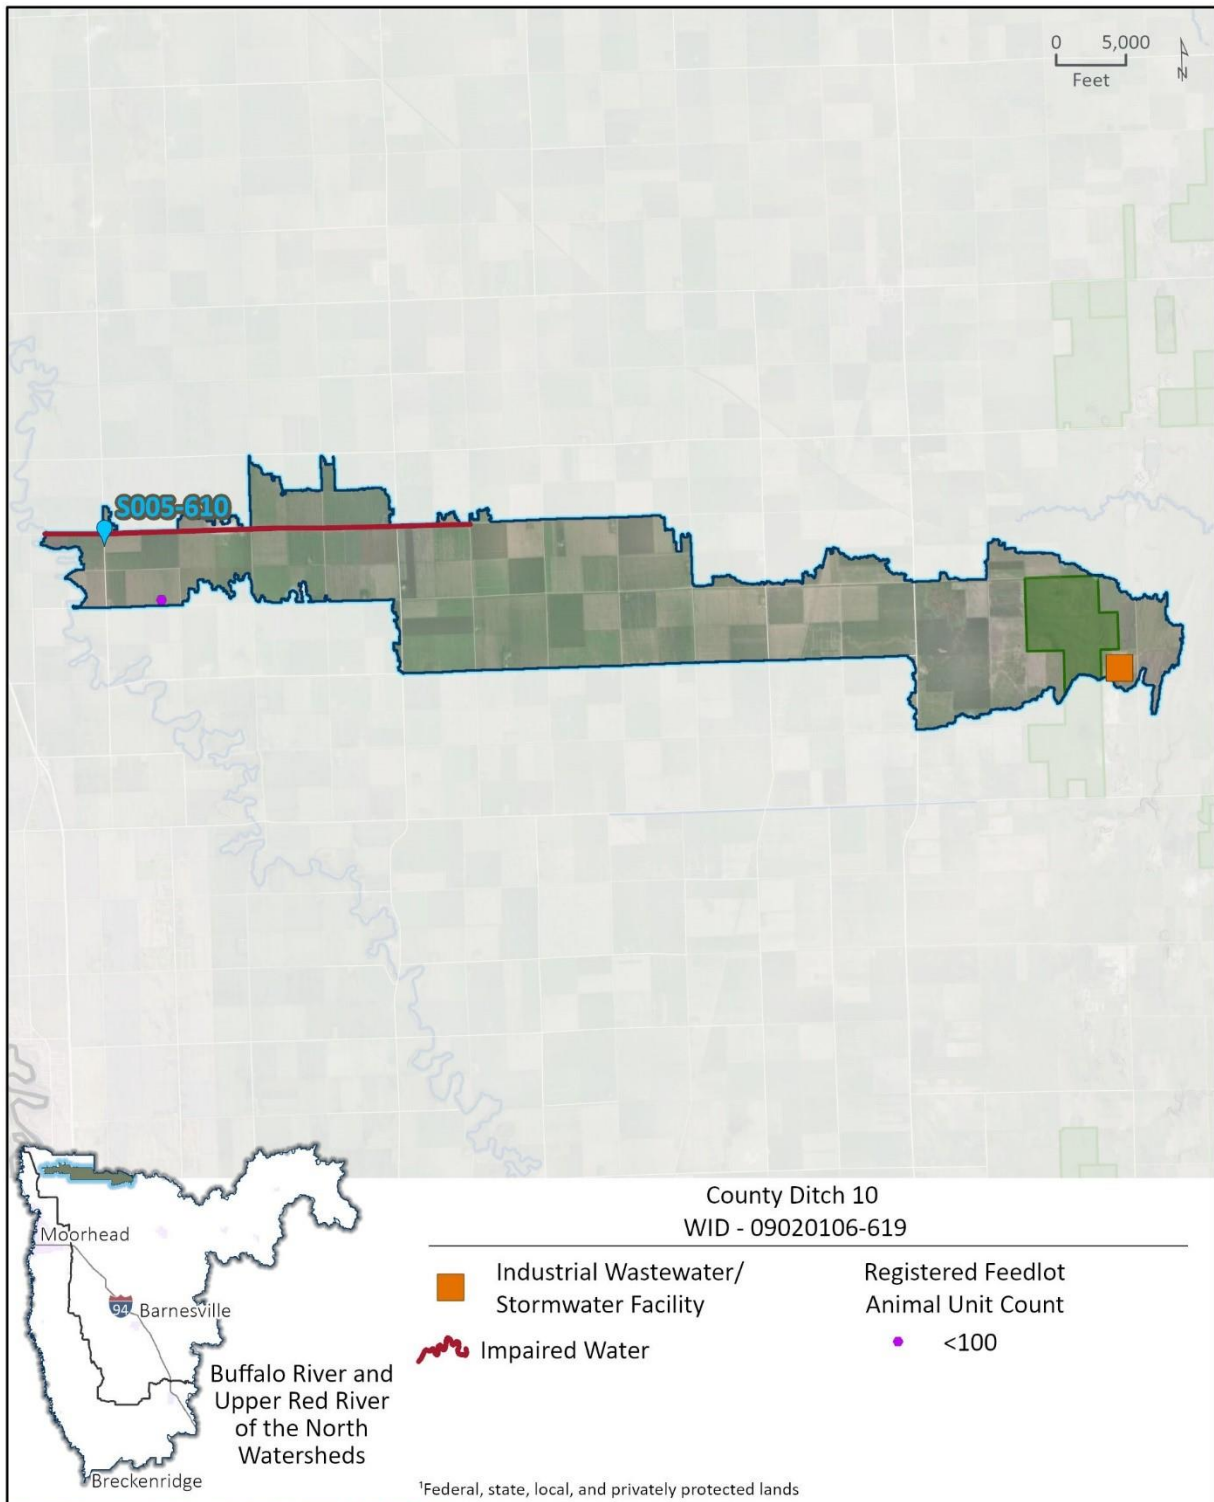 0 5,000
Feet
N
S005-610
County Ditch 10
WID - 09020106-619
Industrial Wastewater/
Stormwater Facility
Impaired Water
Registered Feedlot
Animal Unit Count
<100
Moorhead
94
Barnesville
Breckenridge
Buffalo River and
Upper Red River
of the North
Watersheds
¹Federal, state, local, and privately protected lands